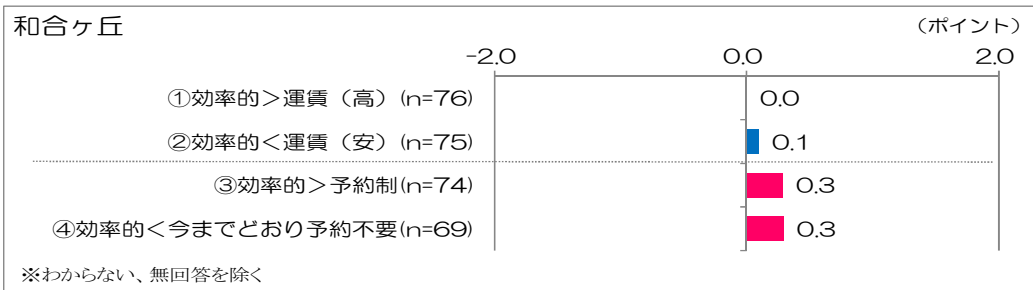 和合ヶ丘
（ポイント）
-2.0 0.0 2.0
①効率的＞運賃（高）(n=76) 0.0
②効率的＜運賃（安）(n=75) 0.1
③効率的＞予約制(n=74) 0.3
④効率的＜今までどおり予約不要(n=69) 0.3
※わからない、無回答を除く